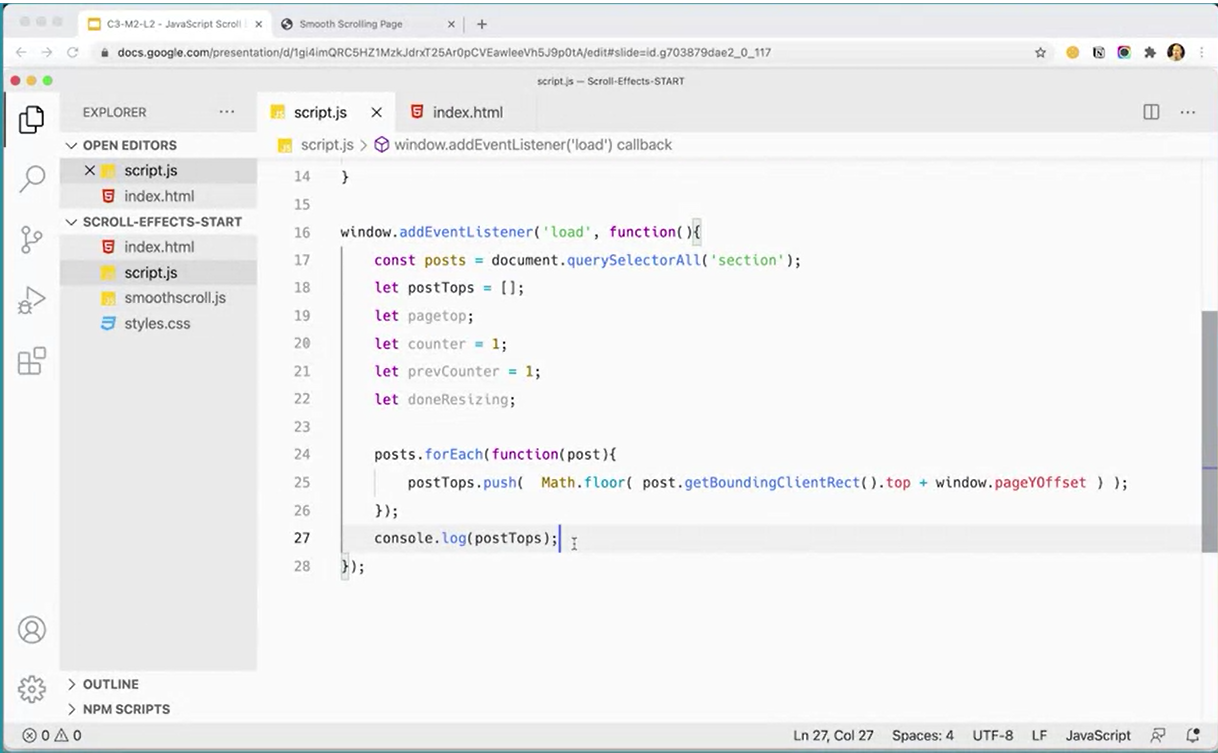 C3-M2-L2 - JavaScript Scroll
Smooth Scrolling Page
docs.google.com/presentation/d/1gi4imQRC5HZ1MzkJdrxT25Ar0pCVEawleeVh5J9p0tA/edit#slide=id.g703879dae2_0_117
script.js — Scroll-Effects-START
EXPLORER
script.js
index.html
OPEN EDITORS
script.js
index.html
SCROLL-EFFECTS-START
index.html
script.js
smoothscroll.js
styles.css
OUTLINE
NPM SCRIPTS
script.js > window.addEventListener('load') callback
14 }
15
16 window.addEventListener('load', function(){
17 const posts = document.querySelectorAll('section');
18 let postTops = [];
19 let pagetop;
20 let counter = 1;
21 let prevCounter = 1;
22 let doneResizing;
23
24 posts.forEach(function(post){
25 postTops.push(  Math.floor( post.getBoundingClientRect().top + window.pageYOffset ) );
26 });
27 console.log(postTops);
28 });
0 0
Ln 27, Col 27
Spaces: 4
UTF-8
LF
JavaScript